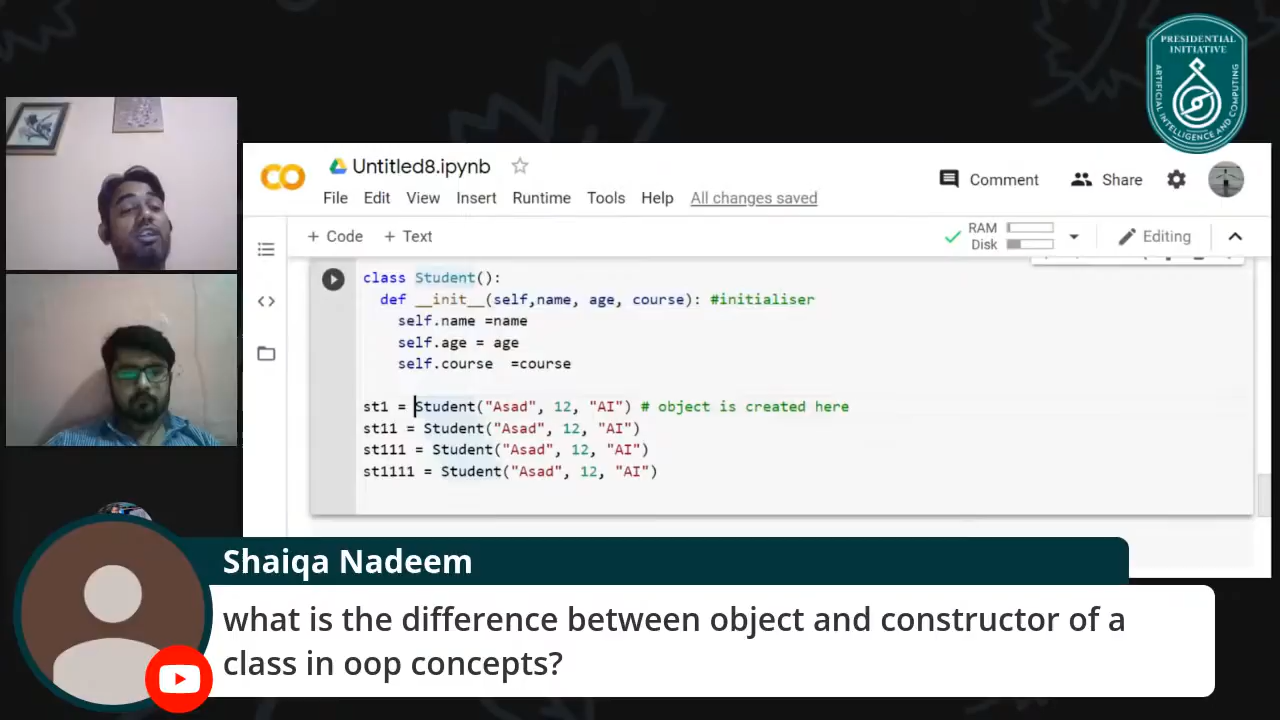 PRESIDENTIAL
INITIATIVE
ARTIFICIAL INTELLIGENCE AND COMPUTING
CO
Untitled8.ipynb
Comment
Share
File Edit View Insert Runtime Tools Help All changes saved
+ Code + Text
RAM
Disk
Editing
class Student():
def __init__(self,name, age, course): #initialiser
self.name =name
self.age = age
self.course =course
st1 = Student("Asad", 12, "AI") # object is created here
st11 = Student("Asad", 12, "AI")
st111 = Student("Asad", 12, "AI")
st1111 = Student("Asad", 12, "AI")
Shaiqa Nadeem
what is the difference between object and constructor of a
class in oop concepts?